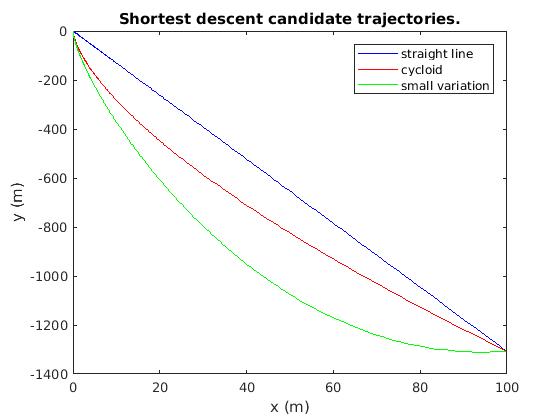 Shortest descent candidate trajectories.
straight line
cycloid
small variation
0
-200
-400
-600
-800
-1000
-1200
-1400
y (m)
0 20 40 60 80 100
x (m)